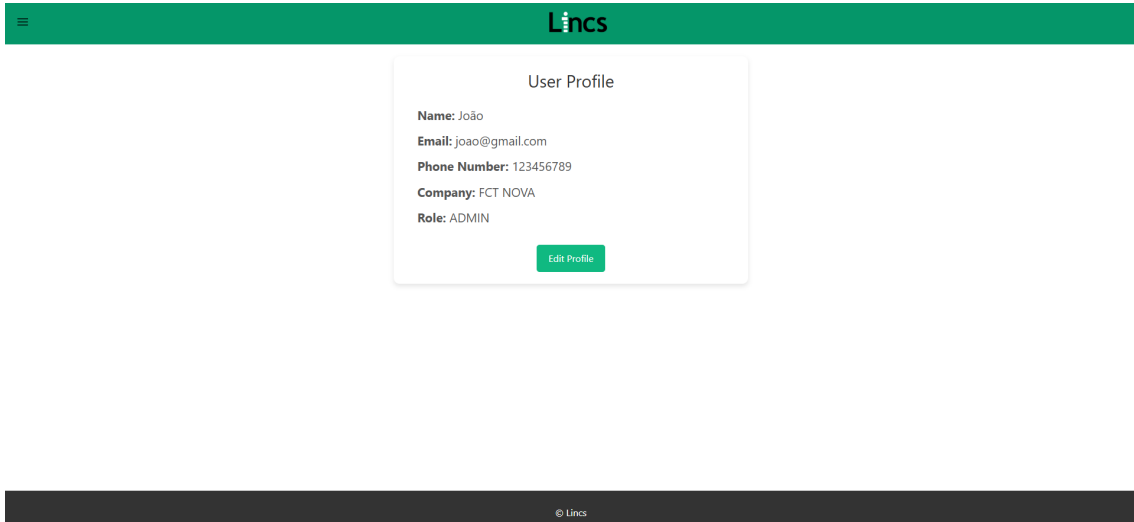 Lincs
User Profile
Name: João
Email: joao@gmail.com
Phone Number: 123456789
Company: FCT NOVA
Role: ADMIN
Edit Profile
© Lincs